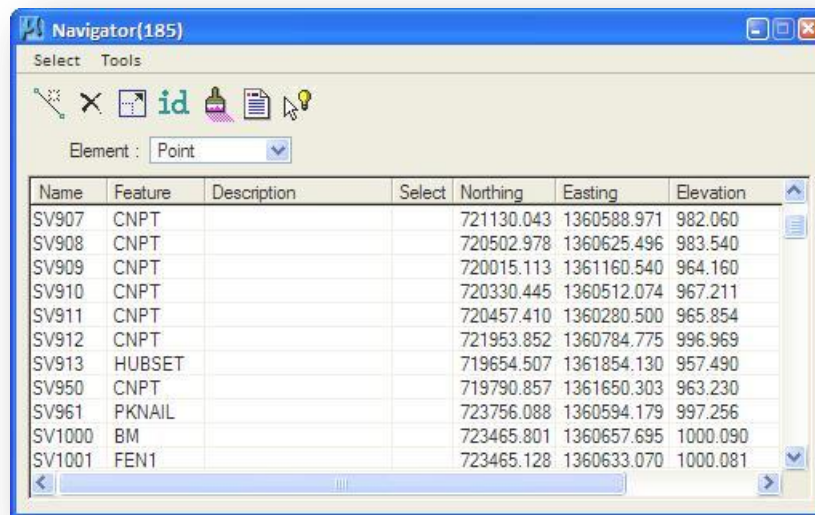 Navigator(185)
Select Tools
id
Element : Point
Name Feature Description Select Northing Easting Elevation
SV907 CNPT 721130.043 1360588.971 982.060
SV908 CNPT 720502.978 1360625.496 983.540
SV909 CNPT 720015.113 1361160.540 964.160
SV910 CNPT 720330.445 1360512.074 967.211
SV911 CNPT 720457.410 1360280.500 965.854
SV912 CNPT 721953.852 1360784.775 996.969
SV913 HUBSET 719654.507 1361854.130 957.490
SV950 CNPT 719790.857 1361650.303 963.230
SV961 PKNAIL 723756.088 1360594.179 997.256
SV1000 BM 723465.801 1360657.695 1000.090
SV1001 FEN1 723465.128 1360633.070 1000.081